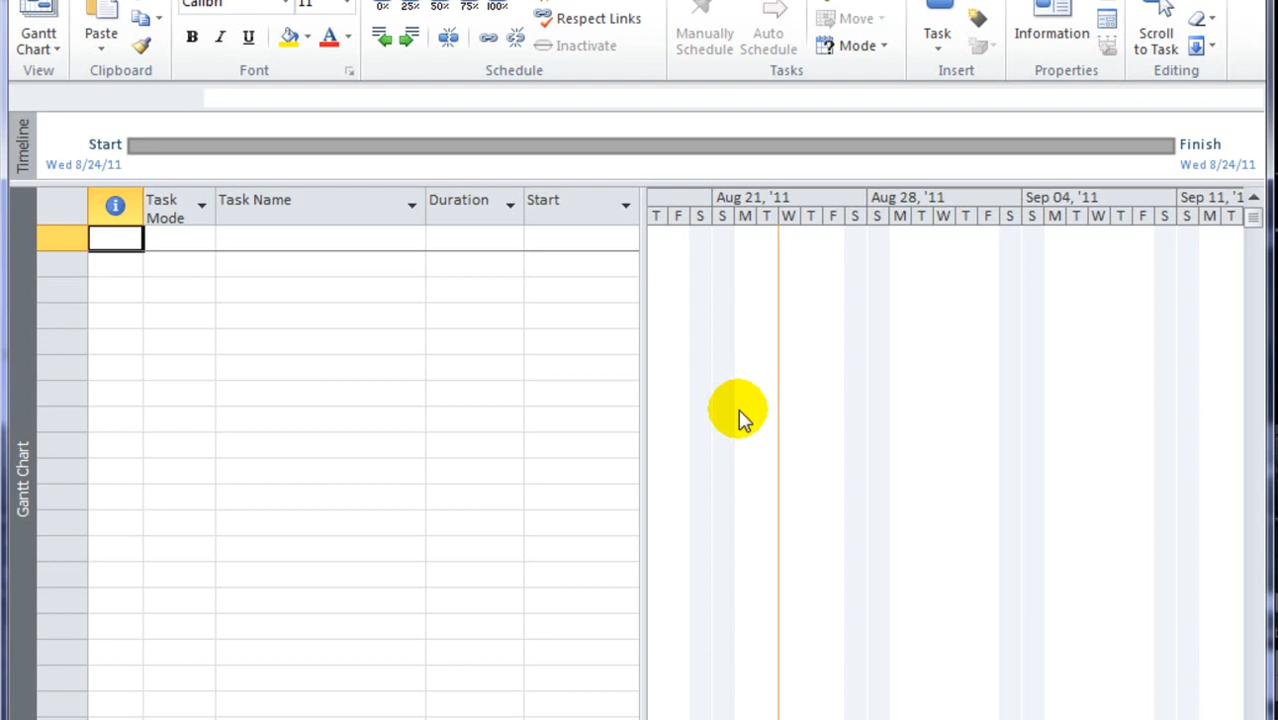 Calibri 11
0% 25% 50% 75% 100%
Respect Links
Inactivate
Gantt
Chart
Paste
B I U A
Manually
Schedule
Auto
Schedule
Move
Mode
Task
Information
Scroll
to Task
View Clipboard Font Schedule Tasks Insert Properties Editing
Timeline
Start
Wed 8/24/11
Finish
Wed 8/24/11
Task
Mode
Task Name
Duration
Start
Aug 21, '11 Aug 28, '11 Sep 04, '11 Sep 11, '1
T F S S M T W T F S S M T W T F S S M T W T F S S M T
Gantt Chart